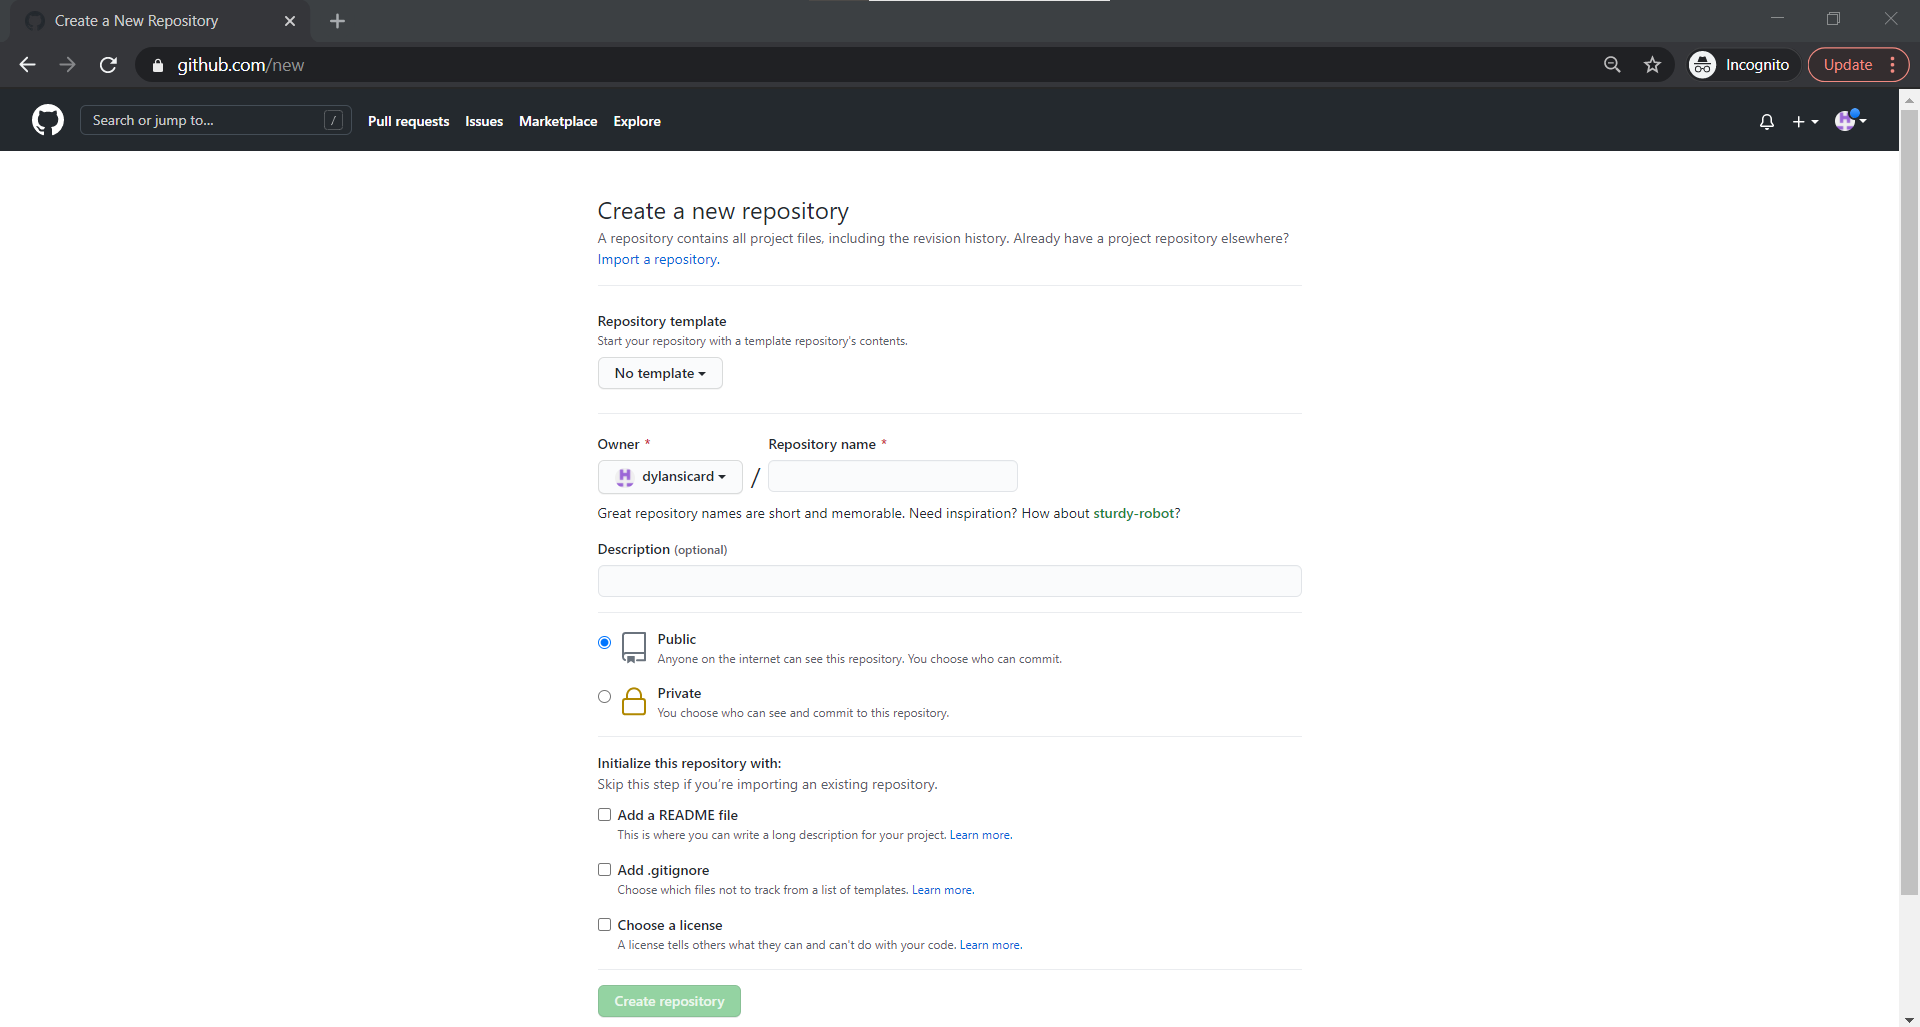 Create a New Repository
github.com/new
Incognito
Update
Search or jump to...
/
Pull requests
Issues
Marketplace
Explore
Create a new repository
A repository contains all project files, including the revision history. Already have a project repository elsewhere?
Import a repository.
Repository template
Start your repository with a template repository's contents.
No template
Owner *
Repository name *
dylansicard
/
Great repository names are short and memorable. Need inspiration? How about sturdy-robot?
Description (optional)
Public
Anyone on the internet can see this repository. You choose who can commit.
Private
You choose who can see and commit to this repository.
Initialize this repository with:
Skip this step if you're importing an existing repository.
Add a README file
This is where you can write a long description for your project. Learn more.
Add .gitignore
Choose which files not to track from a list of templates. Learn more.
Choose a license
A license tells others what they can and can't do with your code. Learn more.
Create repository